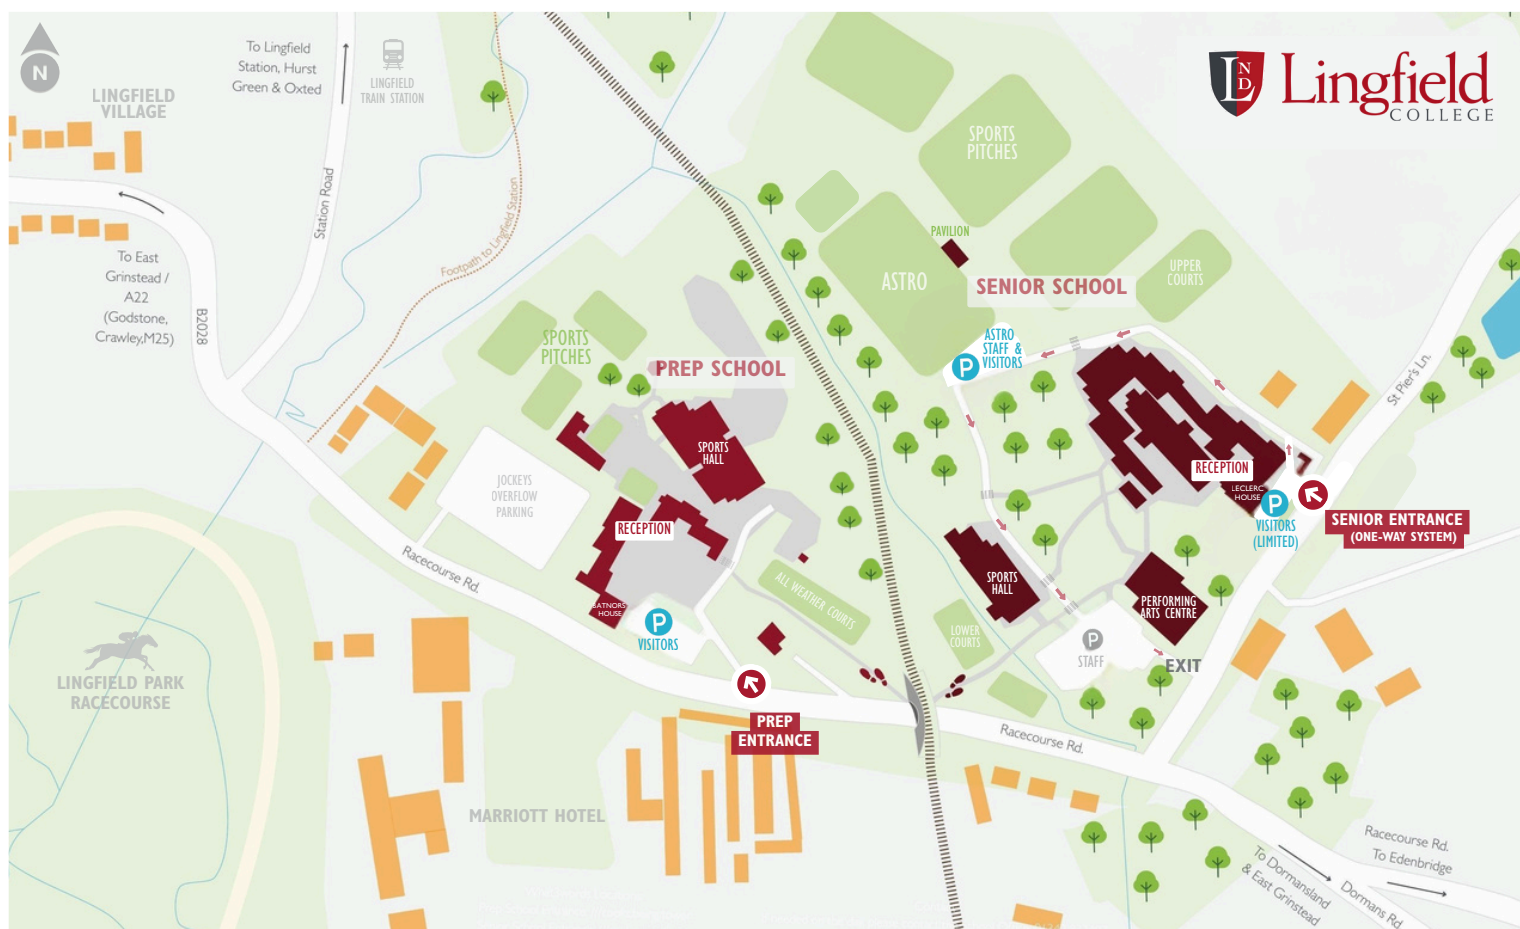 N
To Lingfield
Station, Hurst
Green & Oxted
LINGFIELD
TRAIN STATION
LINGFIELD
VILLAGE
L
N
D
Lingfield
COLLEGE
SPORTS
PITCHES
Station Road
Footpath to Lingfield Station
PAVILION
ASTRO
SENIOR SCHOOL
UPPER
COURTS
To East
Grinstead /
A22
(Godstone,
Crawley,M25)
B2028
SPORTS
PITCHES
PREP SCHOOL
ASTRO
STAFF &
VISITORS
P
St Pier's Ln.
SPORTS
HALL
JOCKEYS
OVERFLOW
PARKING
RECEPTION
RECEPTION
LECLERC
HOUSE
P
VISITORS
(LIMITED)
SENIOR ENTRANCE
(ONE-WAY SYSTEM)
Racecourse Rd.
BATNORS
HOUSE
P
VISITORS
ALL WEATHER COURTS
SPORTS
HALL
PERFORMING
ARTS CENTRE
LOWER
COURTS
P
STAFF
EXIT
LINGFIELD PARK
RACECOURSE
PREP
ENTRANCE
Racecourse Rd.
MARRIOTT HOTEL
Racecourse Rd.
To Edenbridge
To Dormansland
& East Grinstead
Dormans Rd